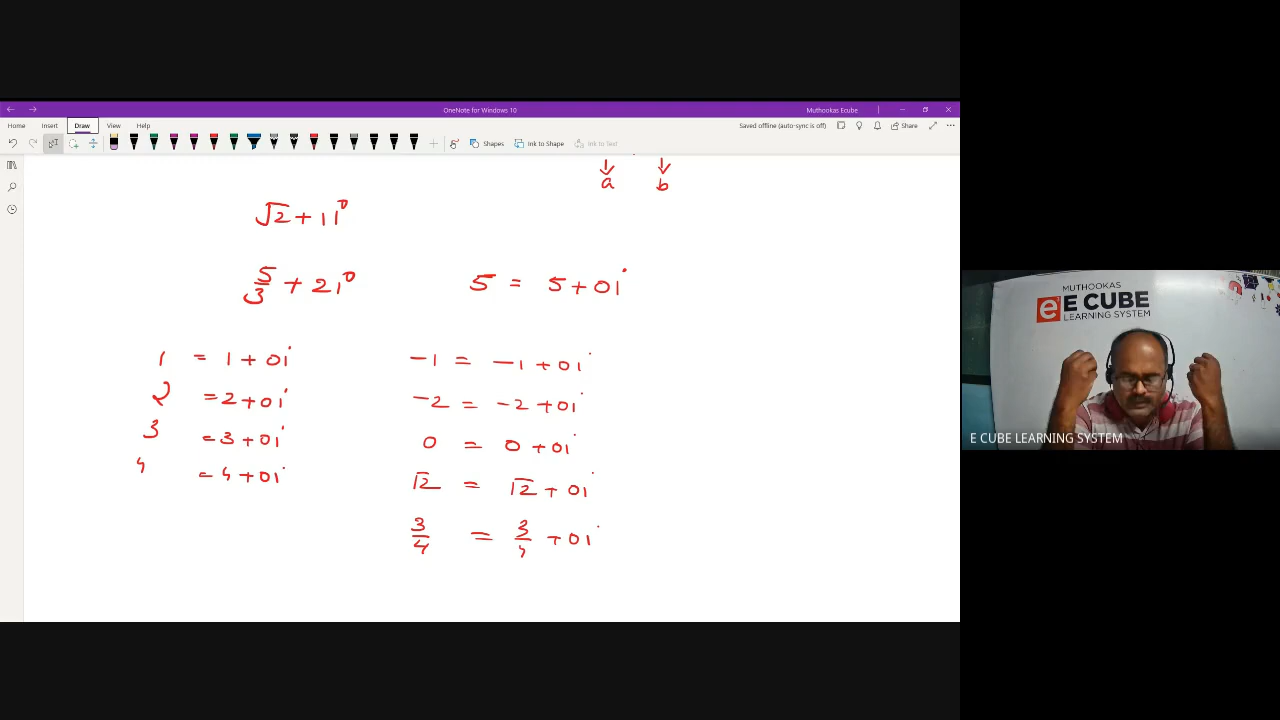 OneNote for Windows 10
Muthookas Ecube
Home Insert Draw View Help
Saved offline (auto-sync is off)
Share
Shapes
Ink to Shape
Ink to Text
a b
√2 + 1i
5/3 + 2i
5 = 5 + 0i
1 = 1 + 0i
2 = 2 + 0i
3 = 3 + 0i
4 = 4 + 0i
-1 = -1 + 0i
-2 = -2 + 0i
0 = 0 + 0i
√2 = √2 + 0i
3/4 = 3/4 + 0i
MUTHOOKAS
e E CUBE
LEARNING SYSTEM
E CUBE LEARNING SYSTEM